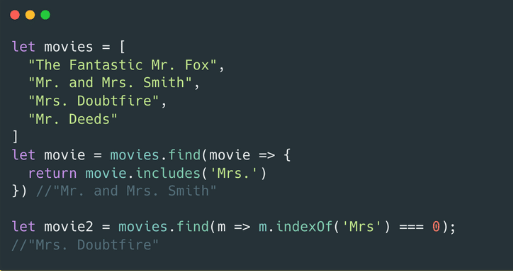 let movies = [
  "The Fantastic Mr. Fox",
  "Mr. and Mrs. Smith",
  "Mrs. Doubtfire",
  "Mr. Deeds"
]
let movie = movies.find(movie => {
  return movie.includes('Mrs.')
}) //"Mr. and Mrs. Smith"

let movie2 = movies.find(m => m.indexOf('Mrs') === 0);
//"Mrs. Doubtfire"